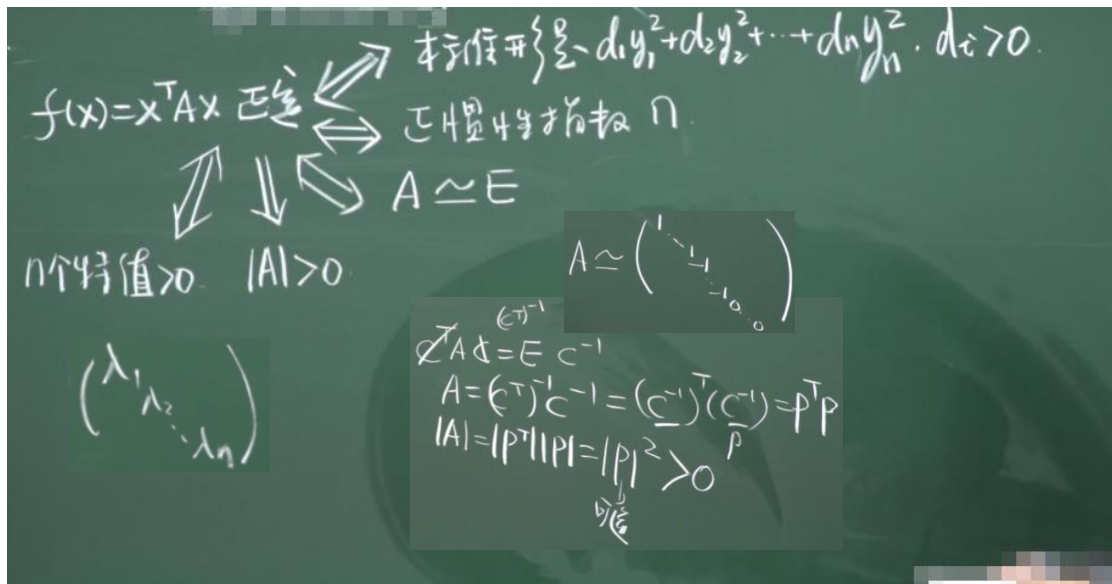 标准形是 d₁y₁²+d₂y₂²+…+dₙyₙ². dᵢ>0.
f(x)=xᵀAx 正定
正惯性指数 n.
A≃E
n个特值>0. |A|>0
A≃(1 ⋱ 1 -1 ⋱ -1 0 ⋱ 0)
(λ₁ λ₂ ⋱ λₙ)
(Cᵀ)⁻¹
CᵀAC=E C⁻¹
A=(Cᵀ)⁻¹C⁻¹=(C⁻¹)ᵀ(C⁻¹)=PᵀP
P
|A|=|Pᵀ||P|=|P|²>0
可逆